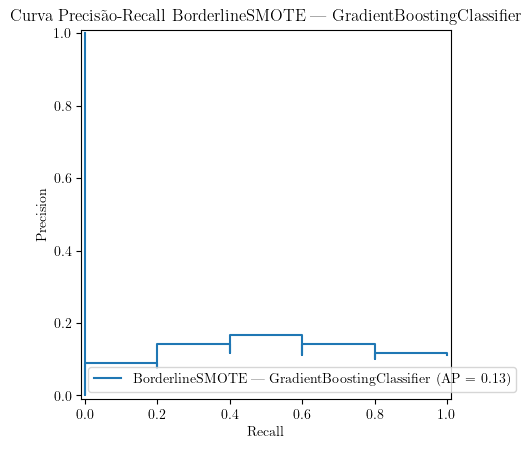 Curva Precisão-Recall BorderlineSMOTE — GradientBoostingClassifier
1.0
0.8
0.6
0.4
0.2
0.0
Precision
BorderlineSMOTE — GradientBoostingClassifier (AP = 0.13)
0.0 0.2 0.4 0.6 0.8 1.0
Recall